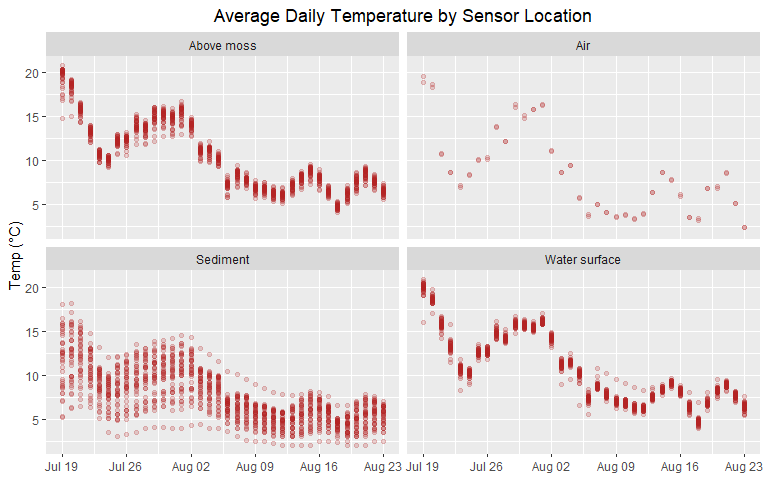 Average Daily Temperature by Sensor Location
Above moss
Air
20
15
10
5
Temp (°C)
Sediment
Water surface
20
15
10
5
Jul 19
Jul 26
Aug 02
Aug 09
Aug 16
Aug 23
Jul 19
Jul 26
Aug 02
Aug 09
Aug 16
Aug 23